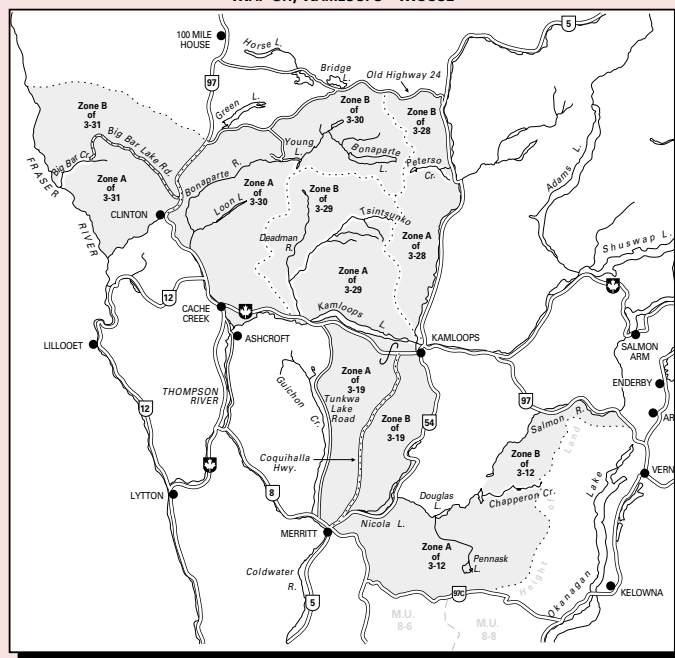 5
100 MILE
HOUSE
Horse L.
Bridge
L.
Old Highway 24
97
Green L.
Zone B
of
3-31
Zone B
of
3-30
Zone B
of
3-28
Big Bar Lake Rd.
Big Bar Cr.
Young
L.
Bonaparte
L.
Peterso
Cr.
FRASER
RIVER
Zone A
of
3-31
Bonaparte R.
Loon L.
Zone A
of
3-30
Zone B
of
3-29
Adams L.
CLINTON
Tsintsunko
Deadman
R.
Zone A
of
3-28
Shuswap L.
Zone A
of
3-29
12
CACHE
CREEK
Kamloops
L.
LILLOOET
ASHCROFT
KAMLOOPS
SALMON
ARM
Zone A
of
3-19
ENDERBY
THOMPSON
RIVER
Guichon
Cr.
Tunkwa
Lake
Road
97
12
Zone B
of
3-19
54
Salmon R.
AR
Land
Coquihalla
Hwy.
Zone B
of
3-12
VERN
LYTTON
8
Douglas
L.
Chapperon Cr.
of
Lake
Nicola L.
MERRITT
Zone A
of
3-12
Pennask
L.
Coldwater
R.
Height
Okanagan
5
97C
KELOWNA
M.U.
8-6
M.U.
8-8